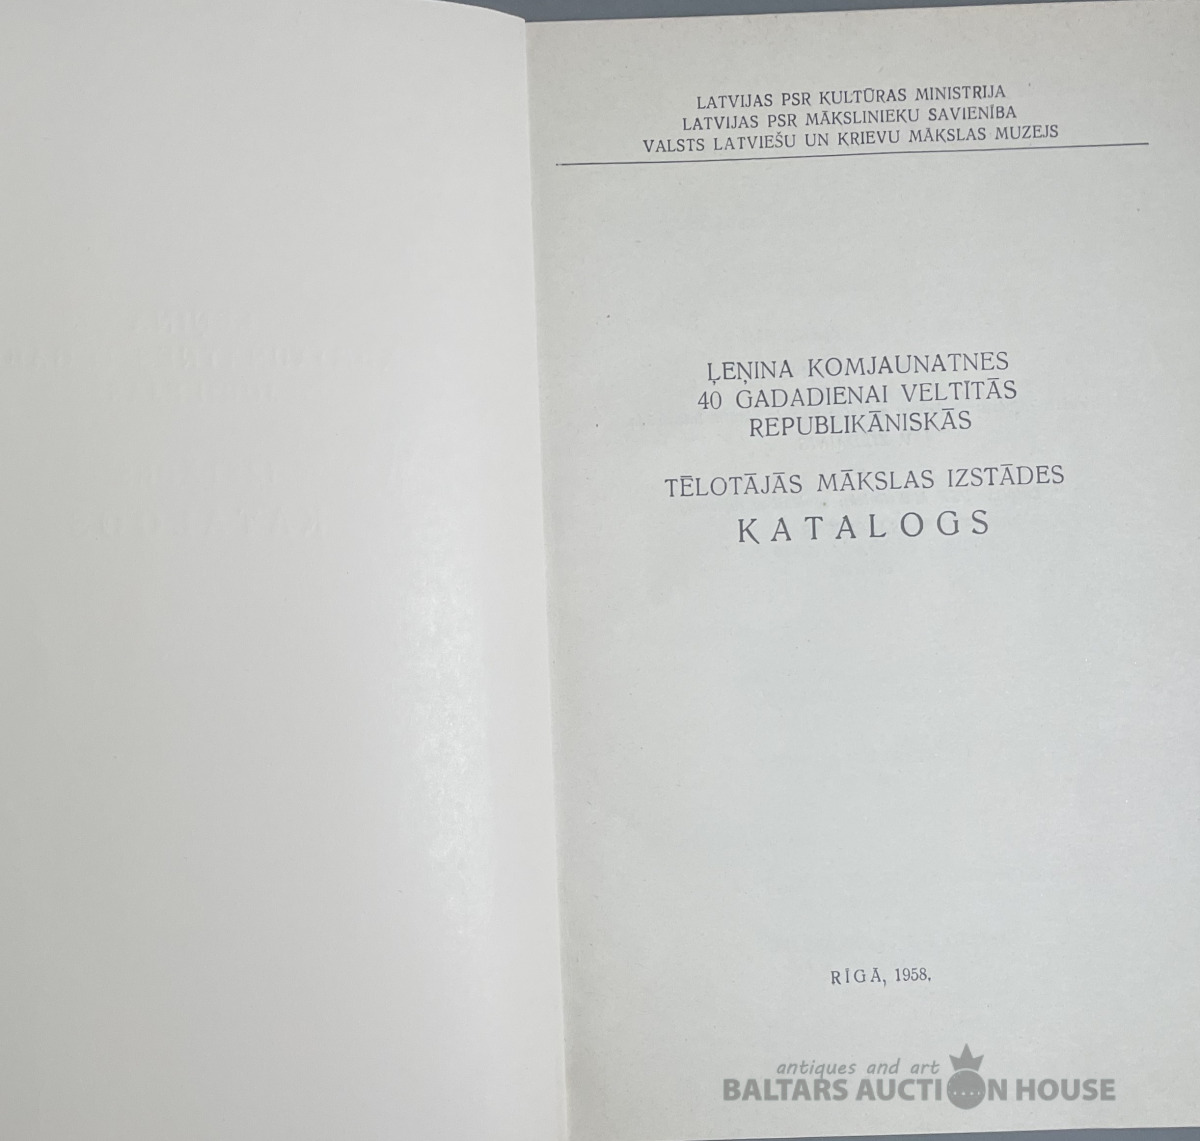 LATVIJAS PSR KULTŪRAS MINISTRIJA
LATVIJAS PSR MĀKSLINIEKU SAVIENĪBA
VALSTS LATVIEŠU UN KRIEVU MĀKSLAS MUZEJS
ĻEŅINA KOMJAUNATNES
40 GADADIENAI VELTĪTĀS
REPUBLIKĀNISKĀS
TĒLOTĀJĀS MĀKSLAS IZSTĀDES
KATALOGS
RĪGĀ, 1958.
antiques and art
BALTARS AUCTION HOUSE